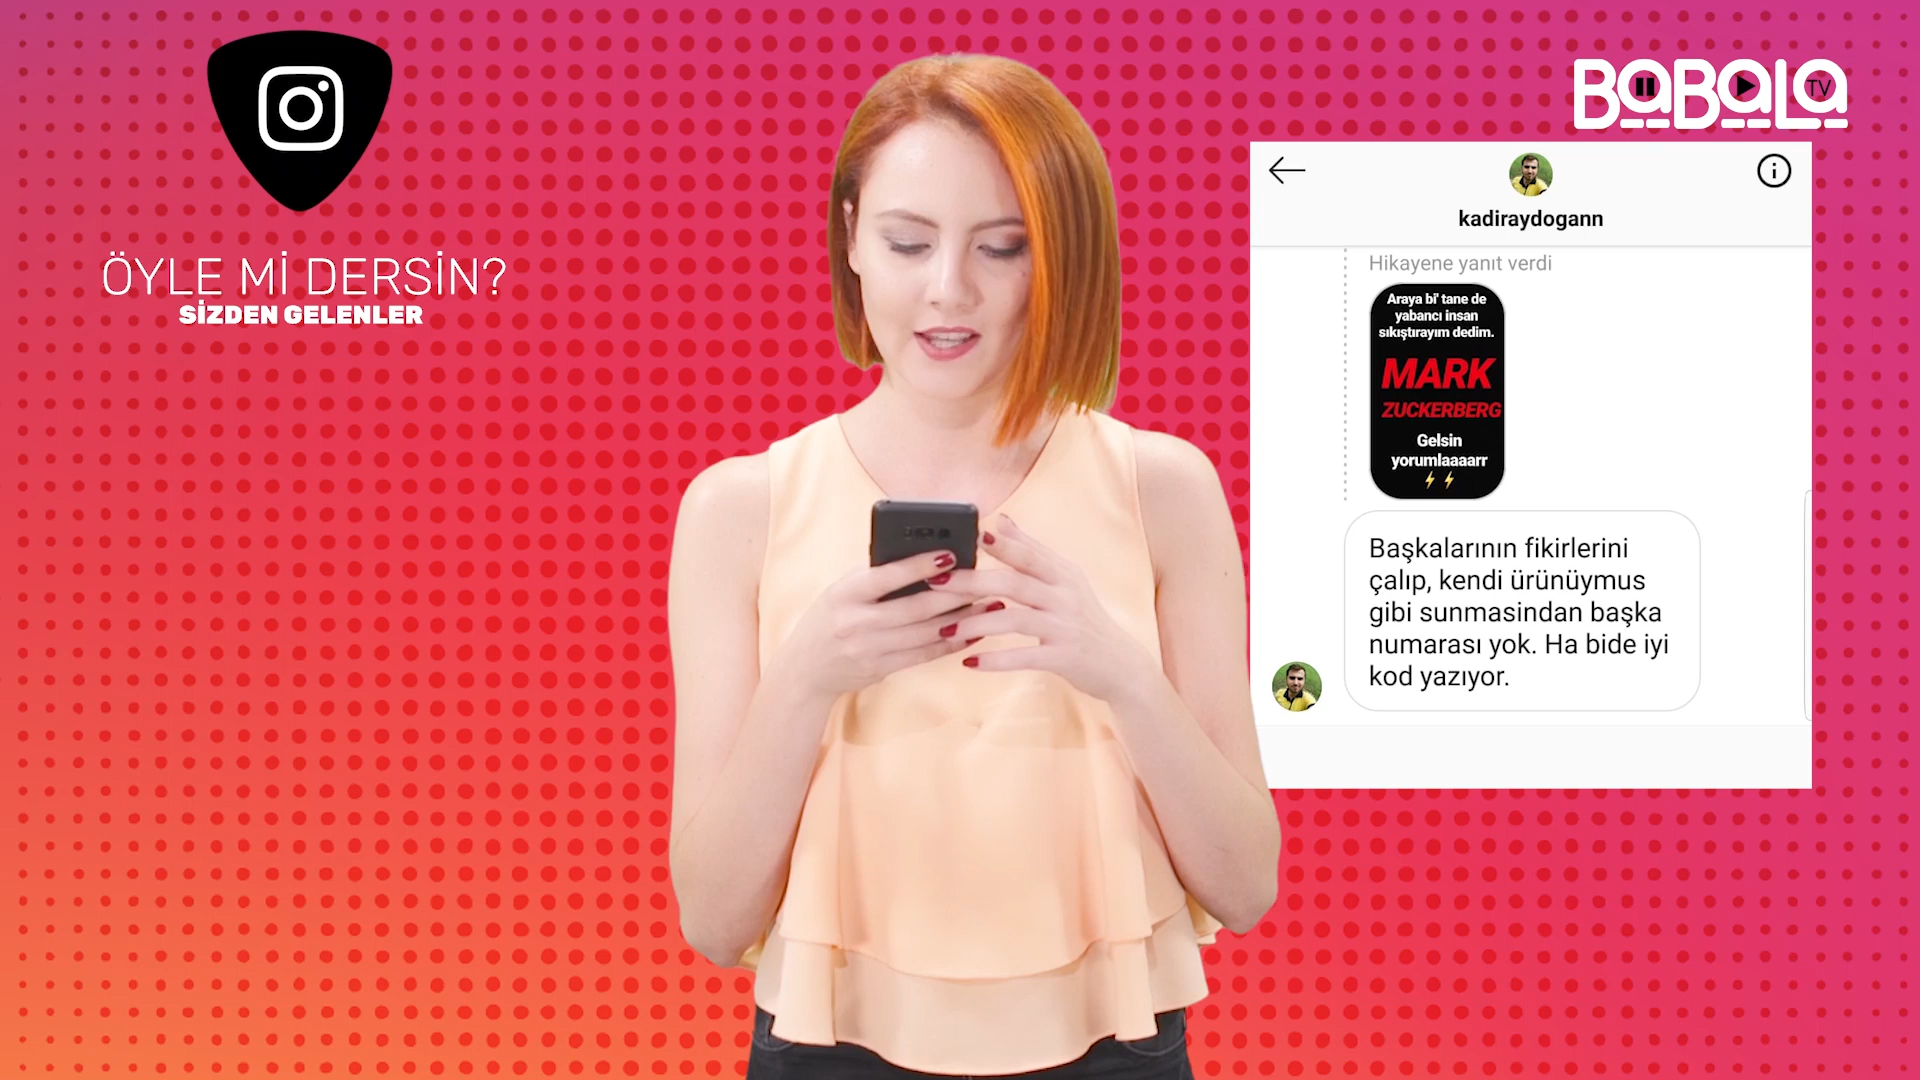 ÖYLE Mİ DERSİN?
SİZDEN GELENLER
BaBaLa TV
kadiraydogann
Hikayene yanıt verdi
Araya bi' tane de
yabancı insan
sıkıştırayım dedim.
MARK
ZUCKERBERG
Gelsin
yorumlaaaarr
Başkalarının fikirlerini
çalıp, kendi ürünüymus
gibi sunmasindan başka
numarası yok. Ha bide iyi
kod yazıyor.